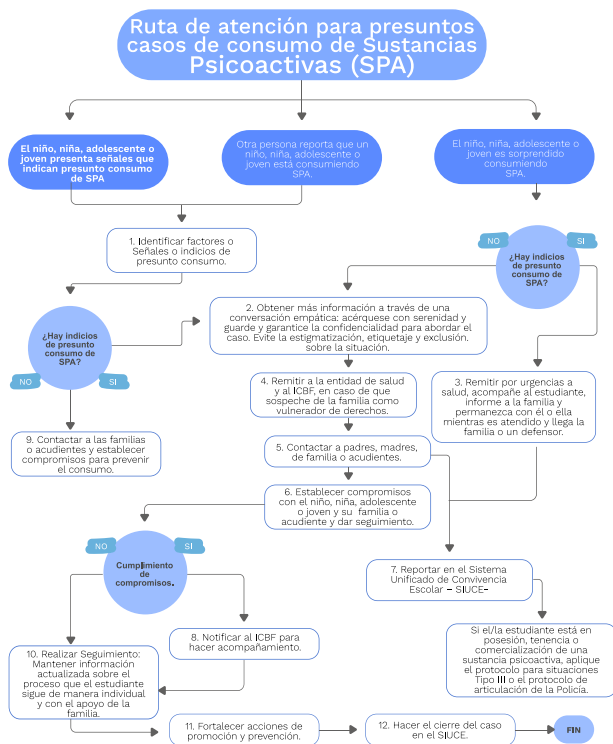 Ruta de atención para presuntos
casos de consumo de Sustancias
Psicoactivas (SPA)
El niño, niña, adolescente o
joven presenta señales que
indican presunto consumo
de SPA
Otra persona reporta que un
niño, niña, adolescente o
joven está consumiendo
SPA.
El niño, niña, adolescente o
joven es sorprendido
consumiendo
SPA.
1. Identificar factores o
Señales o indicios de
presunto consumo.
NO
SI
¿Hay indicios
de presunto
consumo de
SPA?
2. Obtener más información a través de una
conversación empática: acérquese con serenidad y
guarde y garantice la confidencialidad para abordar el
caso. Evite la estigmatización, etiquetaje y exclusión.
sobre la situación.
¿Hay indicios
de presunto
consumo de
SPA?
NO
SI
4. Remitir a la entidad de salud
y al ICBF, en caso de que
sospeche de la familia como
vulnerador de derechos.
3. Remitir por urgencias a
salud, acompañe al estudiante,
informe a la familia y
permanezca con él o ella
mientras es atendido y llega la
familia o un defensor.
9. Contactar a las familias
o acudientes y establecer
compromisos para prevenir
el consumo.
5. Contactar a padres, madres,
de familia o acudientes.
6. Establecer compromisos
con el niño, niña, adolescente
o joven y su familia o
acudiente y dar seguimiento.
NO
SI
Cumplimiento
de
compromisos.
7. Reportar en el Sistema
Unificado de Convivencia
Escolar – SIUCE-
8. Notificar al ICBF para
hacer acompañamiento.
Si el/la estudiante está en
posesión, tenencia o
comercialización de una
sustancia psicoactiva, aplique
el protocolo para situaciones
Tipo III o el protocolo de
articulación de la Policía.
10. Realizar Seguimiento:
Mantener información
actualizada sobre el
proceso que el estudiante
sigue de manera individual
y con el apoyo de la
familia.
11. Fortalecer acciones de
promoción y prevención.
12. Hacer el cierre del caso
en el SIUCE.
FIN